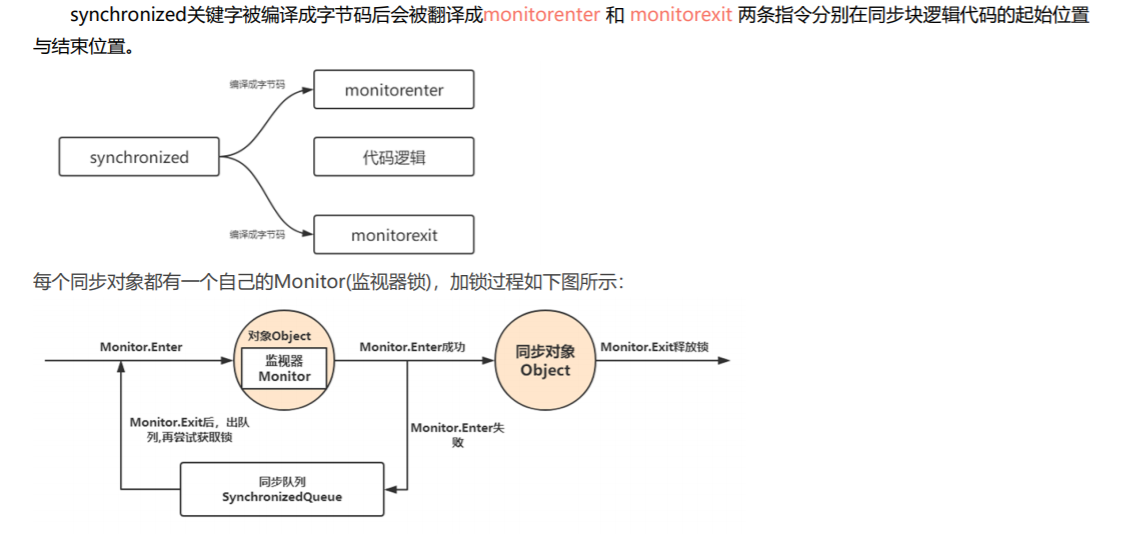 synchronized关键字被编译成字节码后会被翻译成monitorenter 和 monitorexit 两条指令分别在同步块逻辑代码的起始位置
与结束位置。
编译成字节码
monitorenter
synchronized
代码逻辑
编译成字节码
monitorexit
每个同步对象都有一个自己的Monitor(监视器锁)，加锁过程如下图所示：
Monitor.Enter
对象Object
监视器
Monitor
Monitor.Enter成功
同步对象
Object
Monitor.Exit释放锁
Monitor.Exit后，出队
列,再尝试获取锁
Monitor.Enter失
败
同步队列
SynchronizedQueue